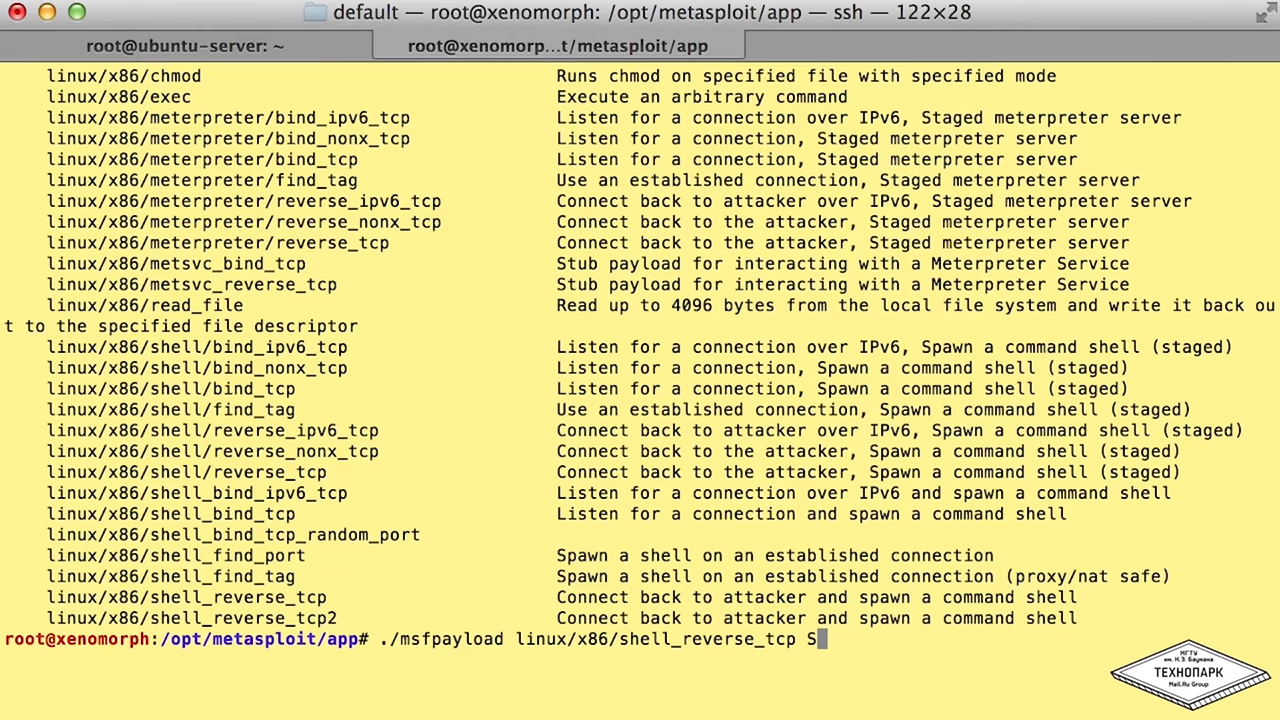 default — root@xenomorph: /opt/metasploit/app — ssh — 122×28
root@ubuntu-server: ~
root@xenomorp...t/metasploit/app
linux/x86/chmod Runs chmod on specified file with specified mode
linux/x86/exec Execute an arbitrary command
linux/x86/meterpreter/bind_ipv6_tcp Listen for a connection over IPv6, Staged meterpreter server
linux/x86/meterpreter/bind_nonx_tcp Listen for a connection, Staged meterpreter server
linux/x86/meterpreter/bind_tcp Listen for a connection, Staged meterpreter server
linux/x86/meterpreter/find_tag Use an established connection, Staged meterpreter server
linux/x86/meterpreter/reverse_ipv6_tcp Connect back to attacker over IPv6, Staged meterpreter server
linux/x86/meterpreter/reverse_nonx_tcp Connect back to the attacker, Staged meterpreter server
linux/x86/meterpreter/reverse_tcp Connect back to the attacker, Staged meterpreter server
linux/x86/metsvc_bind_tcp Stub payload for interacting with a Meterpreter Service
linux/x86/metsvc_reverse_tcp Stub payload for interacting with a Meterpreter Service
linux/x86/read_file Read up to 4096 bytes from the local file system and write it back ou
t to the specified file descriptor
linux/x86/shell/bind_ipv6_tcp Listen for a connection over IPv6, Spawn a command shell (staged)
linux/x86/shell/bind_nonx_tcp Listen for a connection, Spawn a command shell (staged)
linux/x86/shell/bind_tcp Listen for a connection, Spawn a command shell (staged)
linux/x86/shell/find_tag Use an established connection, Spawn a command shell (staged)
linux/x86/shell/reverse_ipv6_tcp Connect back to attacker over IPv6, Spawn a command shell (staged)
linux/x86/shell/reverse_nonx_tcp Connect back to the attacker, Spawn a command shell (staged)
linux/x86/shell/reverse_tcp Connect back to the attacker, Spawn a command shell (staged)
linux/x86/shell_bind_ipv6_tcp Listen for a connection over IPv6 and spawn a command shell
linux/x86/shell_bind_tcp Listen for a connection and spawn a command shell
linux/x86/shell_bind_tcp_random_port
linux/x86/shell_find_port Spawn a shell on an established connection
linux/x86/shell_find_tag Spawn a shell on an established connection (proxy/nat safe)
linux/x86/shell_reverse_tcp Connect back to attacker and spawn a command shell
linux/x86/shell_reverse_tcp2 Connect back to attacker and spawn a command shell
root@xenomorph:/opt/metasploit/app# ./msfpayload linux/x86/shell_reverse_tcp S
МГТУ
им. Н.Э. Баумана
ТЕХНОПАРК
Mail.Ru Group